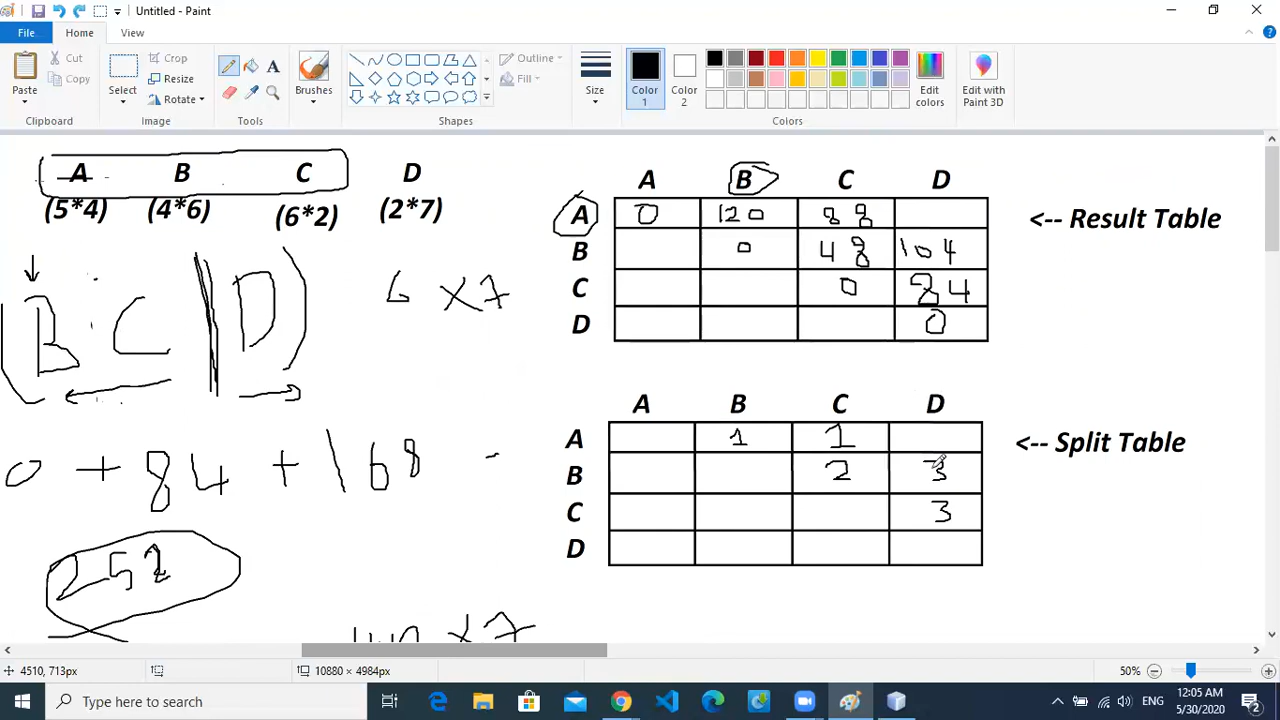 Untitled - Paint
File Home View
Paste
Cut
Copy
Clipboard
Select
Crop
Resize
Rotate
Image
A
Tools
Brushes
Outline
Fill
Shapes
Size
Color 1
Color 2
Edit colors
Colors
Edit with Paint 3D
A B C D
(5*4) (4*6) (6*2) (2*7)
(B C | D) 6 x7
0 + 84 + 168 -
252
x7
A B C D
A 0 120 88
B 0 48 104
C 0 84
D 0
<-- Result Table
A B C D
A 1 1
B 2 3
C 3
D
<-- Split Table
4510, 713px
10880 × 4984px
50%
Type here to search
12:05 AM
5/30/2020
2